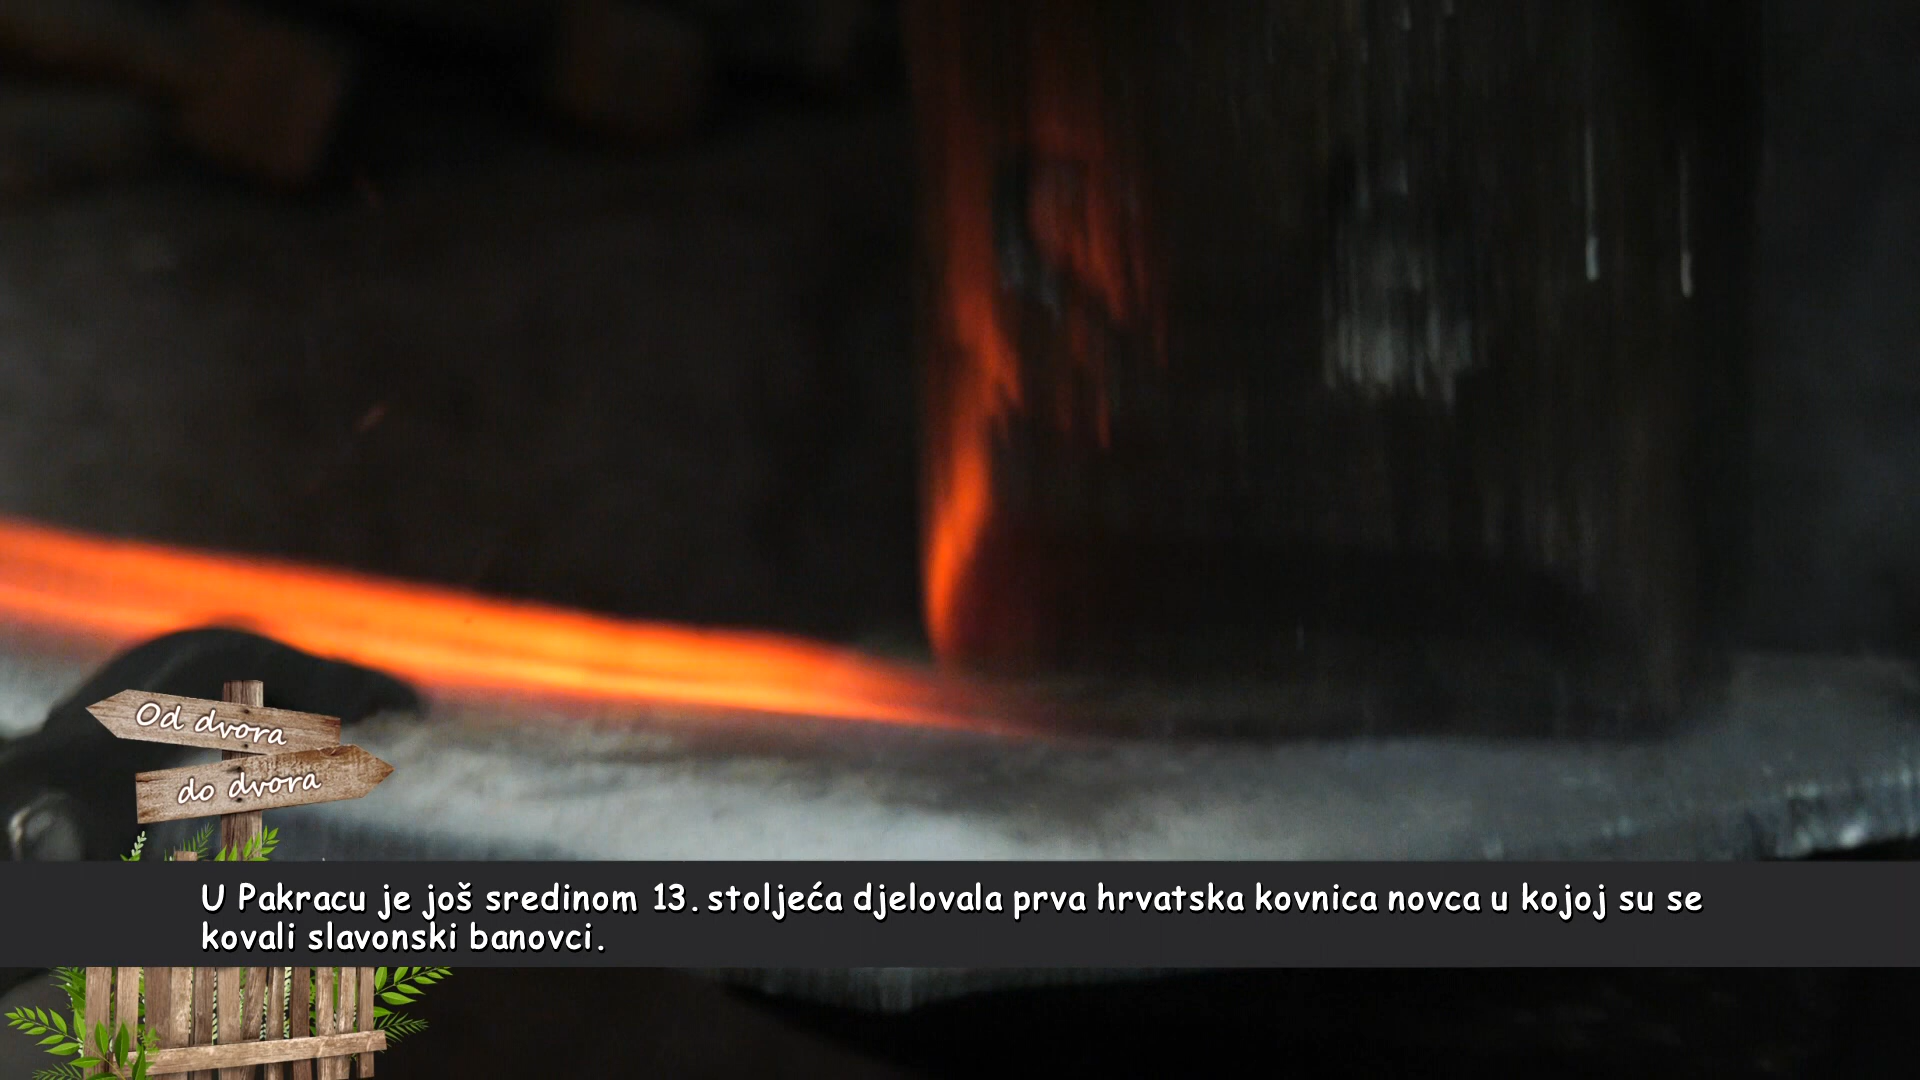 Od dvora
do dvora
U Pakracu je još sredinom 13. stoljeća djelovala prva hrvatska kovnica novca u kojoj su se
kovali slavonski banovci.